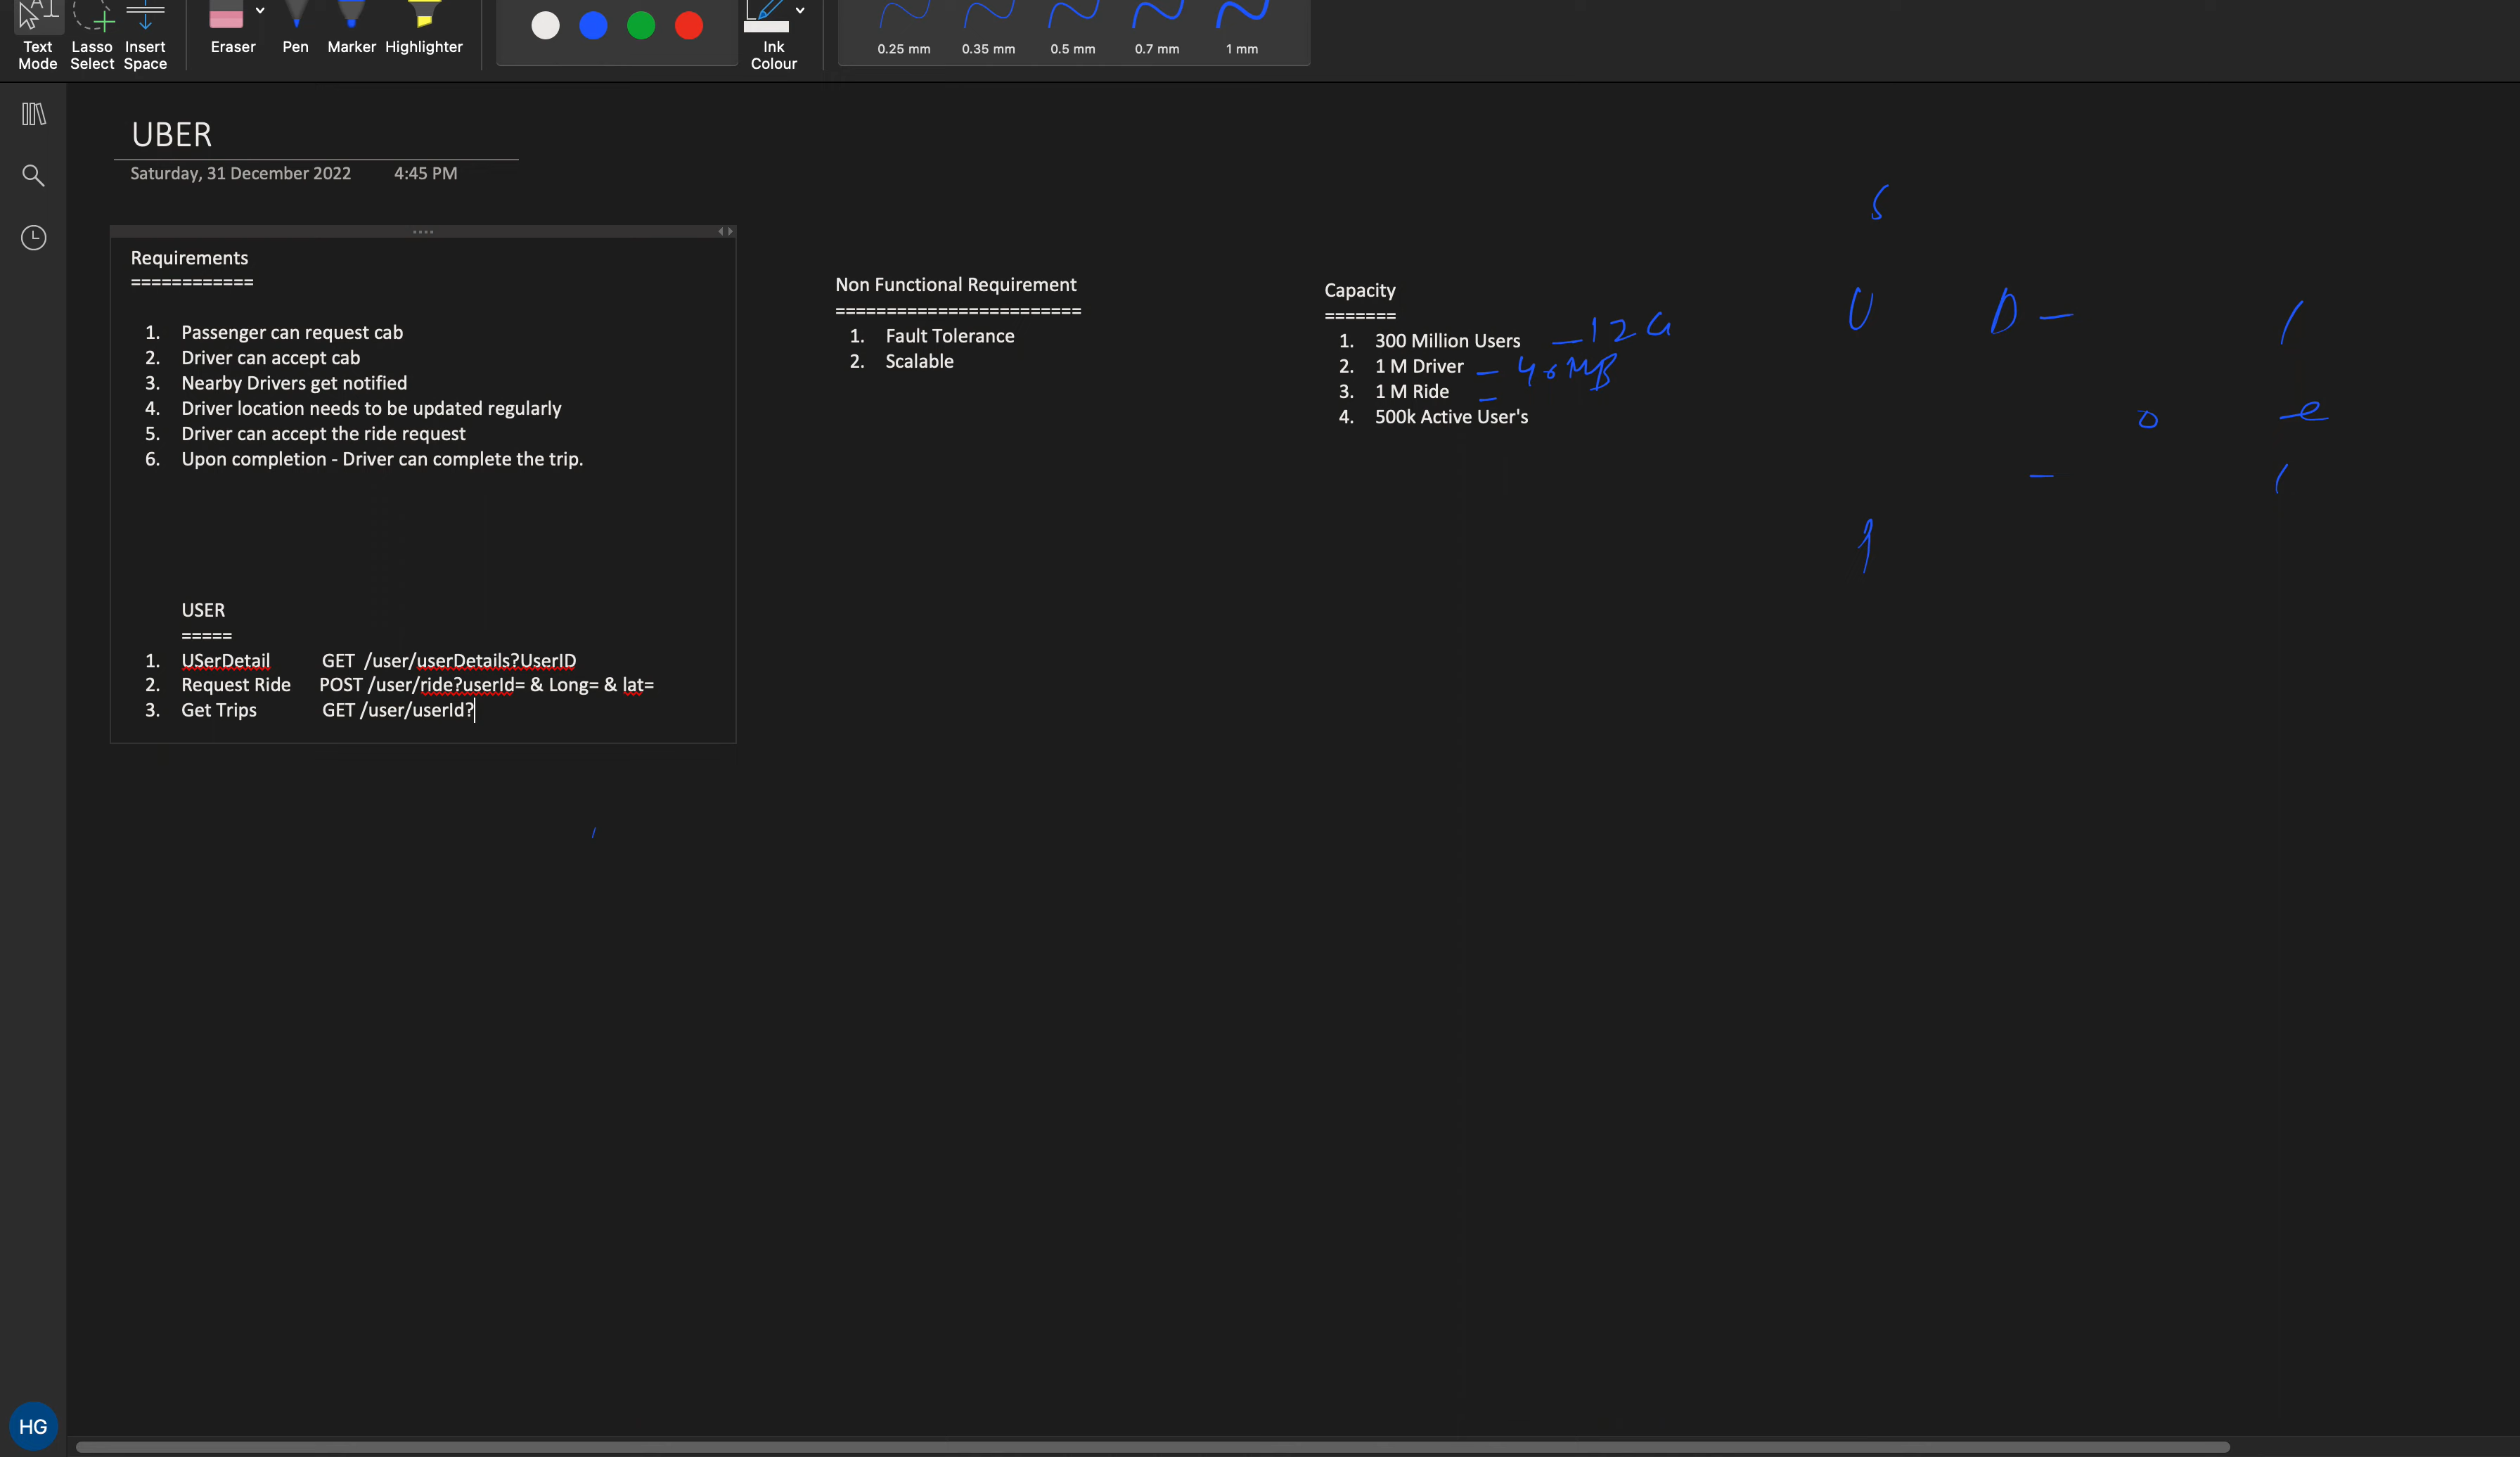 Text Mode
Lasso Select
Insert Space
Eraser
Pen
Marker
Highlighter
Ink Colour
0.25 mm
0.35 mm
0.5 mm
0.7 mm
1 mm
UBER
Saturday, 31 December 2022 4:45 PM
Requirements
============
1. Passenger can request cab
2. Driver can accept cab
3. Nearby Drivers get notified
4. Driver location needs to be updated regularly
5. Driver can accept the ride request
6. Upon completion - Driver can complete the trip.
USER
=====
1. USerDetail GET /user/userDetails?UserID
2. Request Ride POST /user/ride?userId= & Long= & lat=
3. Get Trips GET /user/userId?
Non Functional Requirement
========================
1. Fault Tolerance
2. Scalable
Capacity
=======
1. 300 Million Users — 12 G
2. 1 M Driver — 40 MB
3. 1 M Ride —
4. 500k Active User's
U D —
HG